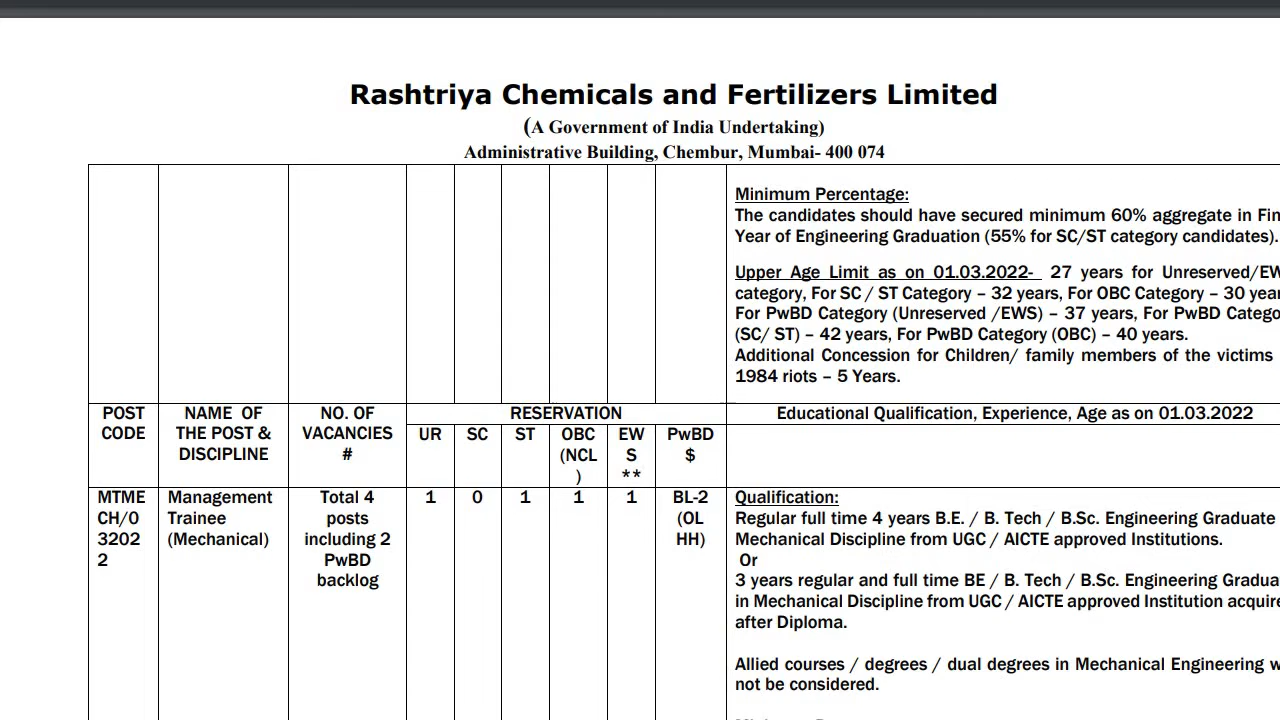 Rashtriya Chemicals and Fertilizers Limited
(A Government of India Undertaking)
Administrative Building, Chembur, Mumbai- 400 074
Minimum Percentage:
The candidates should have secured minimum 60% aggregate in
Year of Engineering Graduation (55% for SC/ST category candidates).
Upper Age Limit as on 01.03.2022- 27 years for
category, For SC / ST Category – 32 years, For OBC Category – 30
For PwBD Category (Unreserved /EWS) – 37 years, For PwBD
(SC/ ST) – 42 years, For PwBD Category (OBC) – 40 years.
Additional Concession for Children/ family members of the victims
1984 riots – 5 Years.
POST CODE
NAME OF THE POST & DISCIPLINE
NO. OF VACANCIES #
RESERVATION
Educational Qualification, Experience, Age as on 01.03.2022
UR
SC
ST
OBC
(NCL
)
EW
S
**
PwBD
$
MTME
CH/0
3202
2
Management
Trainee
(Mechanical)
Total 4
posts
including 2
PwBD
backlog
1
0
1
1
1
BL-2
(OL
HH)
Qualification:
Regular full time 4 years B.E. / B. Tech / B.Sc. Engineering Graduate
Mechanical Discipline from UGC / AICTE approved Institutions.
Or
3 years regular and full time BE / B. Tech / B.Sc. Engineering
in Mechanical Discipline from UGC / AICTE approved Institution
after Diploma.
Allied courses / degrees / dual degrees in Mechanical Engineering
not be considered.